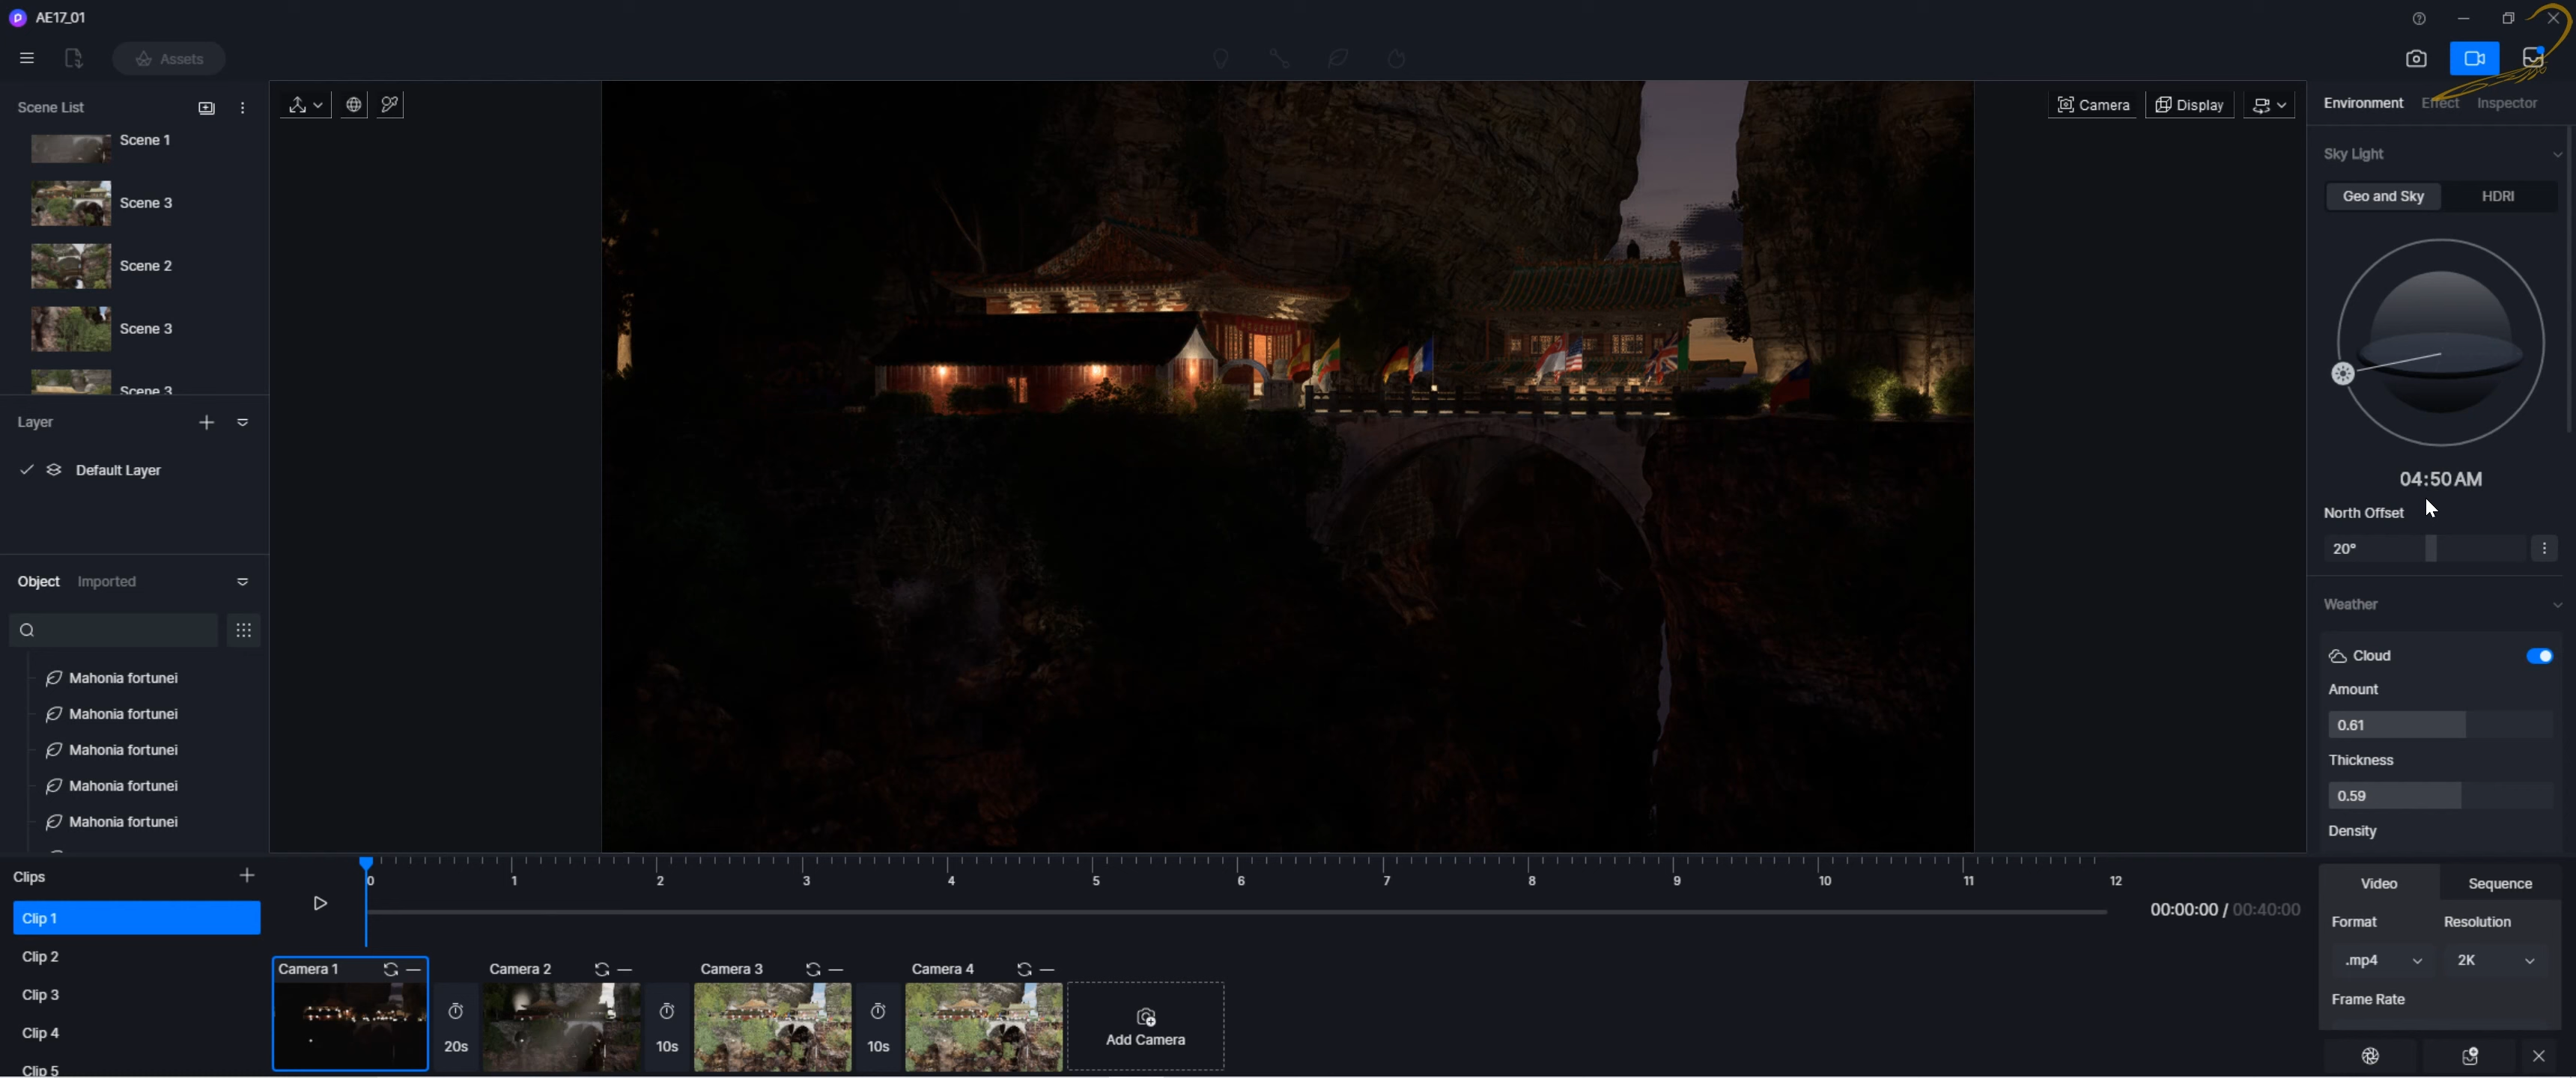 AE17_01
Assets
Scene List
Scene 1
Scene 3
Scene 2
Scene 3
Scene 3
Layer
Default Layer
Object Imported
Mahonia fortunei
Mahonia fortunei
Mahonia fortunei
Mahonia fortunei
Mahonia fortunei
Camera Display
Environment Effect Inspector
Sky Light
Geo and Sky HDRI
04:50 AM
North Offset
20°
Weather
Cloud
Amount
0.61
Thickness
0.59
Density
Clips
Clip 1
Clip 2
Clip 3
Clip 4
Clip 5
0 1 2 3 4 5 6 7 8 9 10 11 12
00:00:00 / 00:40:00
Camera 1 Camera 2 Camera 3 Camera 4
20s 10s 10s
Add Camera
Video Sequence
Format Resolution
.mp4 2K
Frame Rate